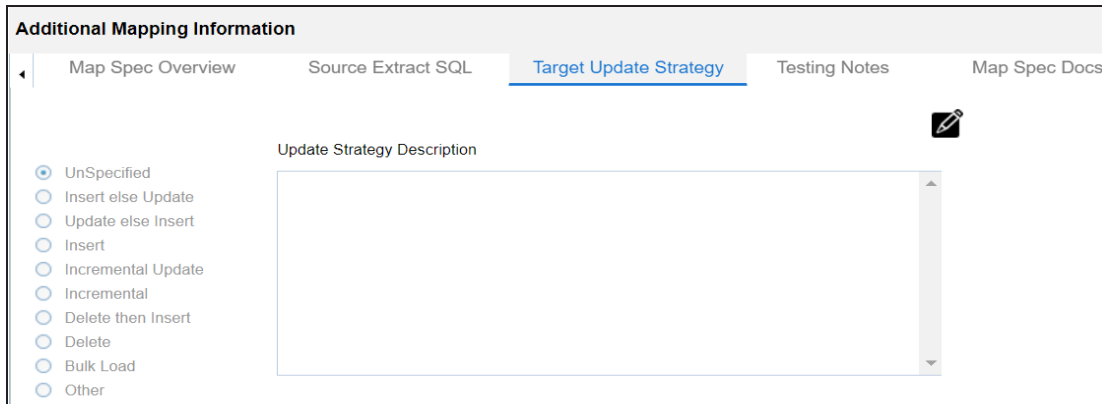 Additional Mapping Information
Map Spec Overview Source Extract SQL Target Update Strategy Testing Notes Map Spec Docs
Update Strategy Description
UnSpecified
Insert else Update
Update else Insert
Insert
Incremental Update
Incremental
Delete then Insert
Delete
Bulk Load
Other